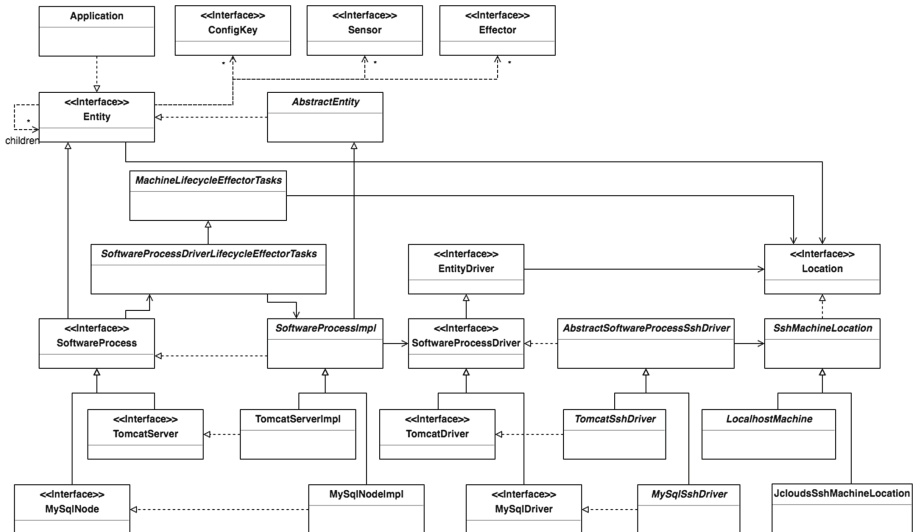 Application
<<Interface>>
ConfigKey
<<Interface>>
Sensor
<<Interface>>
Effector
*
*
*
<<Interface>>
Entity
*
children
AbstractEntity
MachineLifecycleEffectorTasks
SoftwareProcessDriverLifecycleEffectorTasks
<<Interface>>
EntityDriver
<<Interface>>
Location
<<Interface>>
SoftwareProcess
SoftwareProcessImpl
<<Interface>>
SoftwareProcessDriver
AbstractSoftwareProcessSshDriver
SshMachineLocation
<<Interface>>
TomcatServer
TomcatServerImpl
<<Interface>>
TomcatDriver
TomcatSshDriver
LocalhostMachine
<<Interface>>
MySqlNode
MySqlNodeImpl
<<Interface>>
MySqlDriver
MySqlSshDriver
JcloudsSshMachineLocation